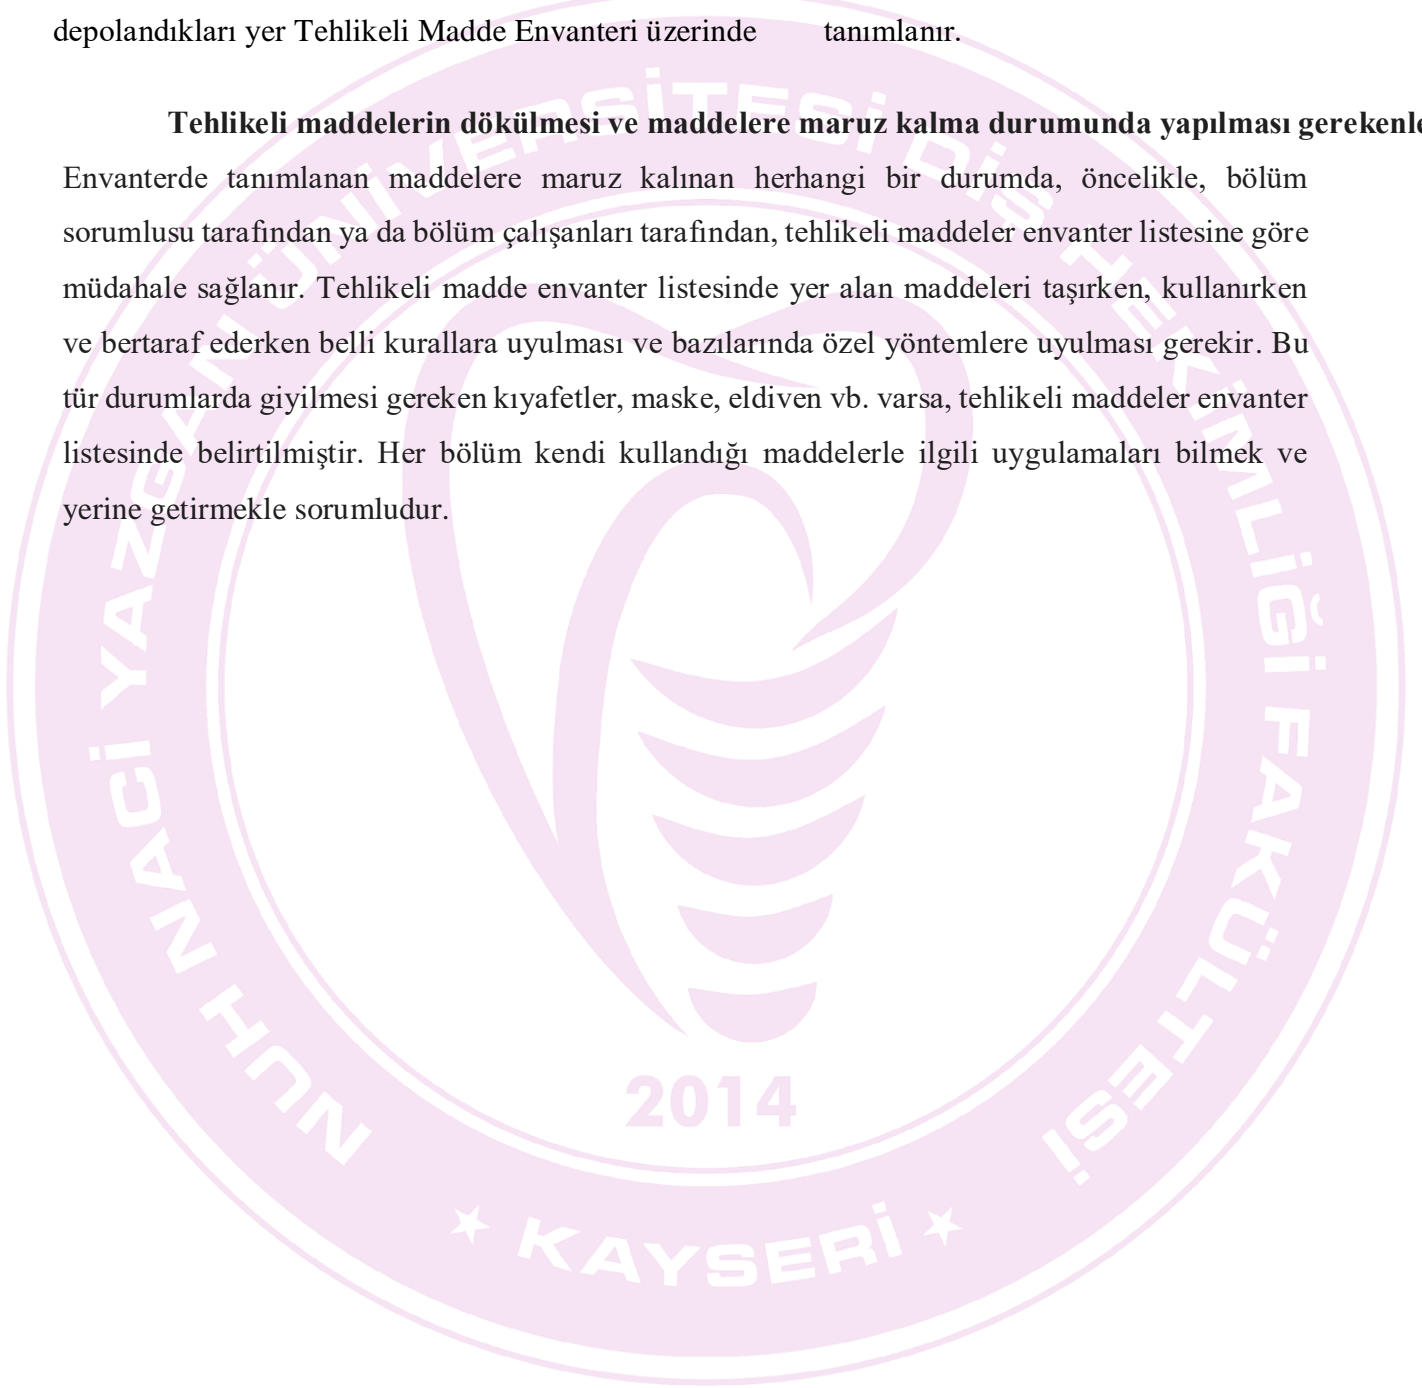 depolandıkları yer Tehlikeli Madde Envanteri üzerinde tanımlanır.
Tehlikeli maddelerin dökülmesi ve maddelere maruz kalma durumunda yapılması gerekenle
Envanterde tanımlanan maddelere maruz kalınan herhangi bir durumda, öncelikle, bölüm
sorumlusu tarafından ya da bölüm çalışanları tarafından, tehlikeli maddeler envanter listesine göre
müdahale sağlanır. Tehlikeli madde envanter listesinde yer alan maddeleri taşırken, kullanırken
ve bertaraf ederken belli kurallara uyulması ve bazılarında özel yöntemlere uyulması gerekir. Bu
tür durumlarda giyilmesi gereken kıyafetler, maske, eldiven vb. varsa, tehlikeli maddeler envanter
listesinde belirtilmiştir. Her bölüm kendi kullandığı maddelerle ilgili uygulamaları bilmek ve
yerine getirmekle sorumludur.
NUH NACİ YAZGAN ÜNİVERSİTESİ DİŞ HEKİMLİĞİ FAKÜLTESİ
2014
KAYSERİ